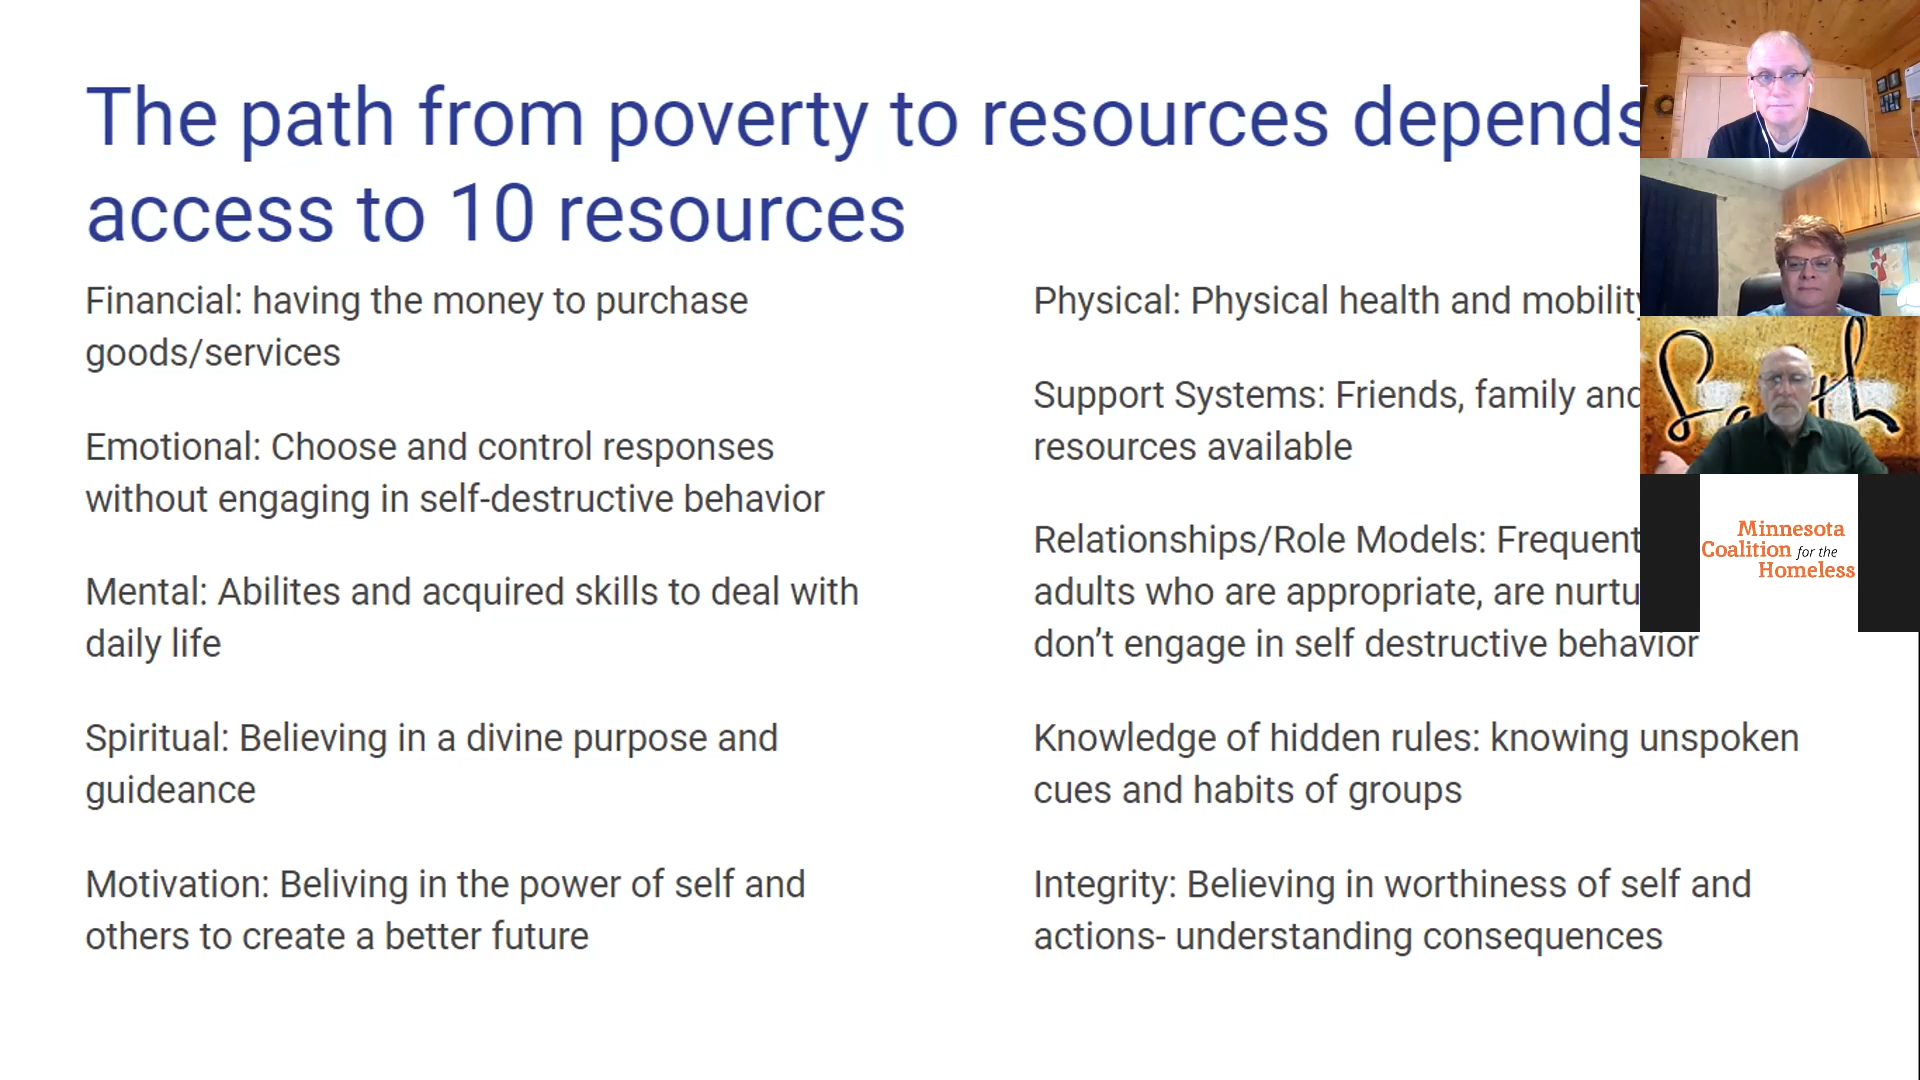 The path from poverty to resources depends
access to 10 resources
Financial: having the money to purchase
goods/services
Emotional: Choose and control responses
without engaging in self-destructive behavior
Mental: Abilites and acquired skills to deal with
daily life
Spiritual: Believing in a divine purpose and
guideance
Motivation: Beliving in the power of self and
others to create a better future
Physical: Physical health and mobility
Support Systems: Friends, family and
resources available
Relationships/Role Models: Frequent
adults who are appropriate, are
don’t engage in self destructive behavior
Knowledge of hidden rules: knowing unspoken
cues and habits of groups
Integrity: Believing in worthiness of self and
actions- understanding consequences
Minnesota
Coalition for the
Homeless